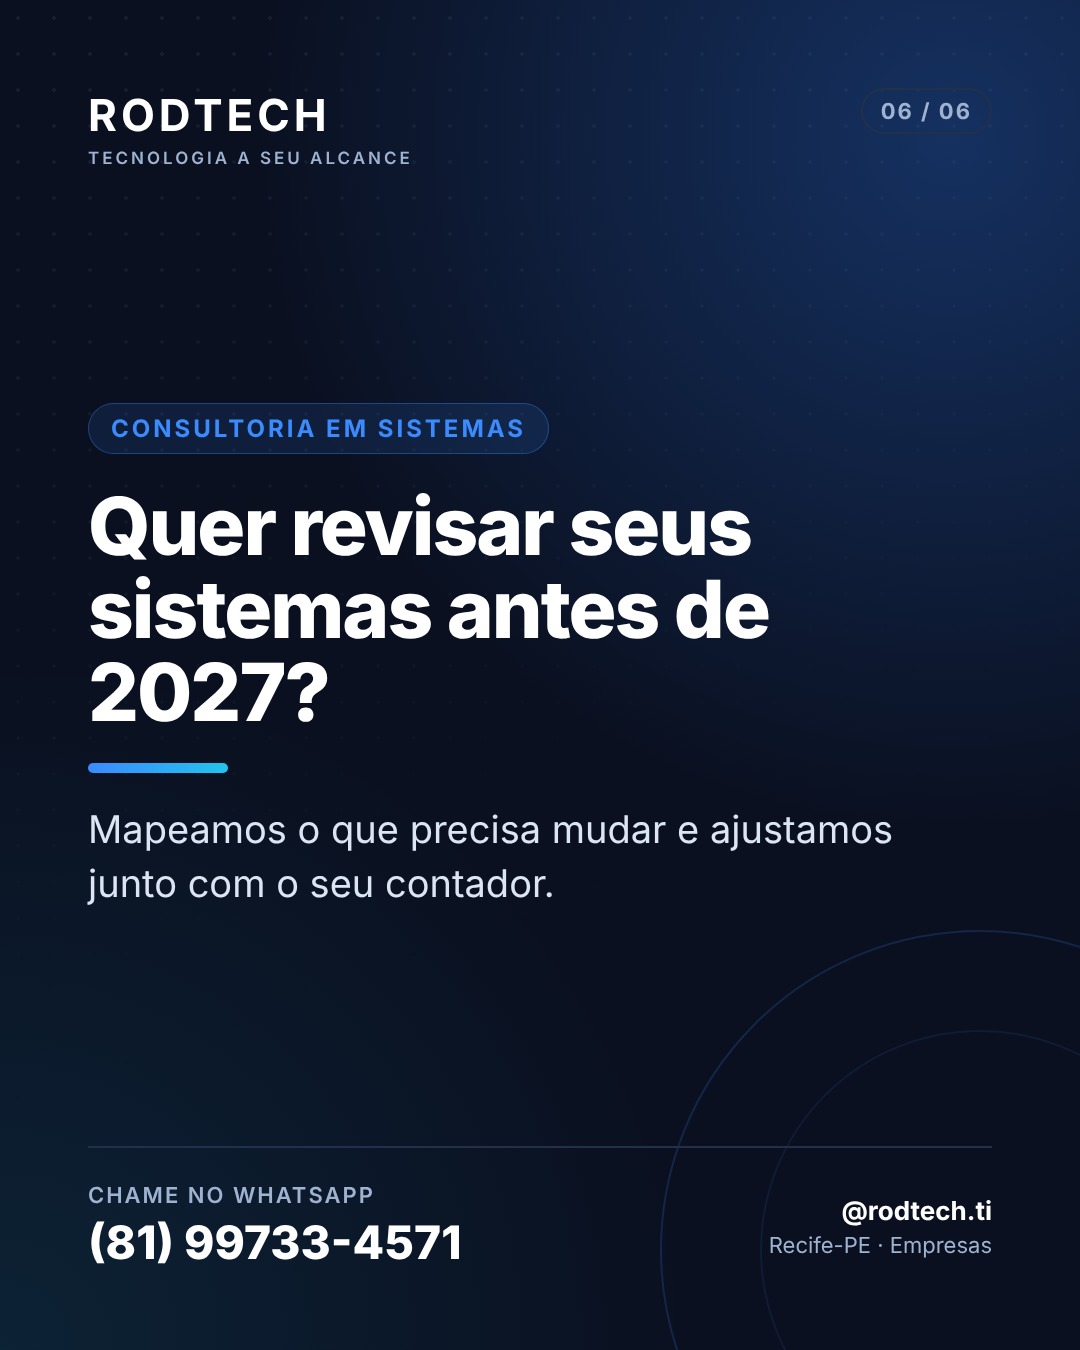 RODTECH
TECNOLOGIA A SEU ALCANCE
06 / 06
CONSULTORIA EM SISTEMAS
Quer revisar seus
sistemas antes de
2027?
Mapeamos o que precisa mudar e ajustamos
junto com o seu contador.
CHAME NO WHATSAPP
(81) 99733-4571
@rodtech.ti
Recife-PE · Empresas